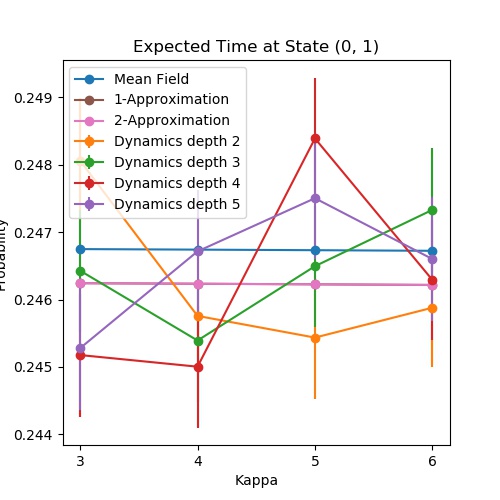 Expected Time at State (0, 1)
Mean Field
1-Approximation
2-Approximation
Dynamics depth 2
Dynamics depth 3
Dynamics depth 4
Dynamics depth 5
0.249
0.248
0.247
0.246
0.245
0.244
Probability
3 4 5 6
Kappa